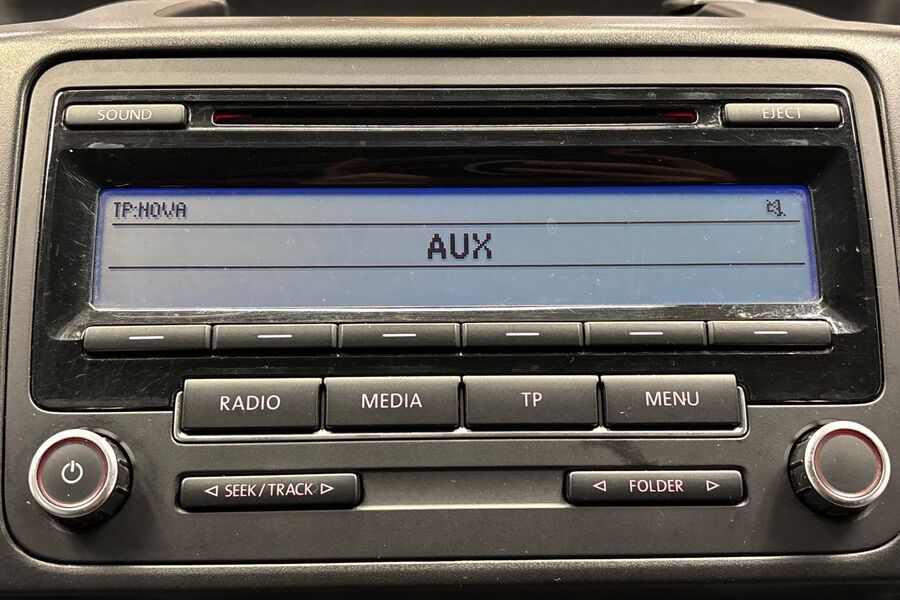 SOUND
EJECT
TP:NOVA
AUX
RADIO
MEDIA
TP
MENU
SEEK/TRACK
FOLDER